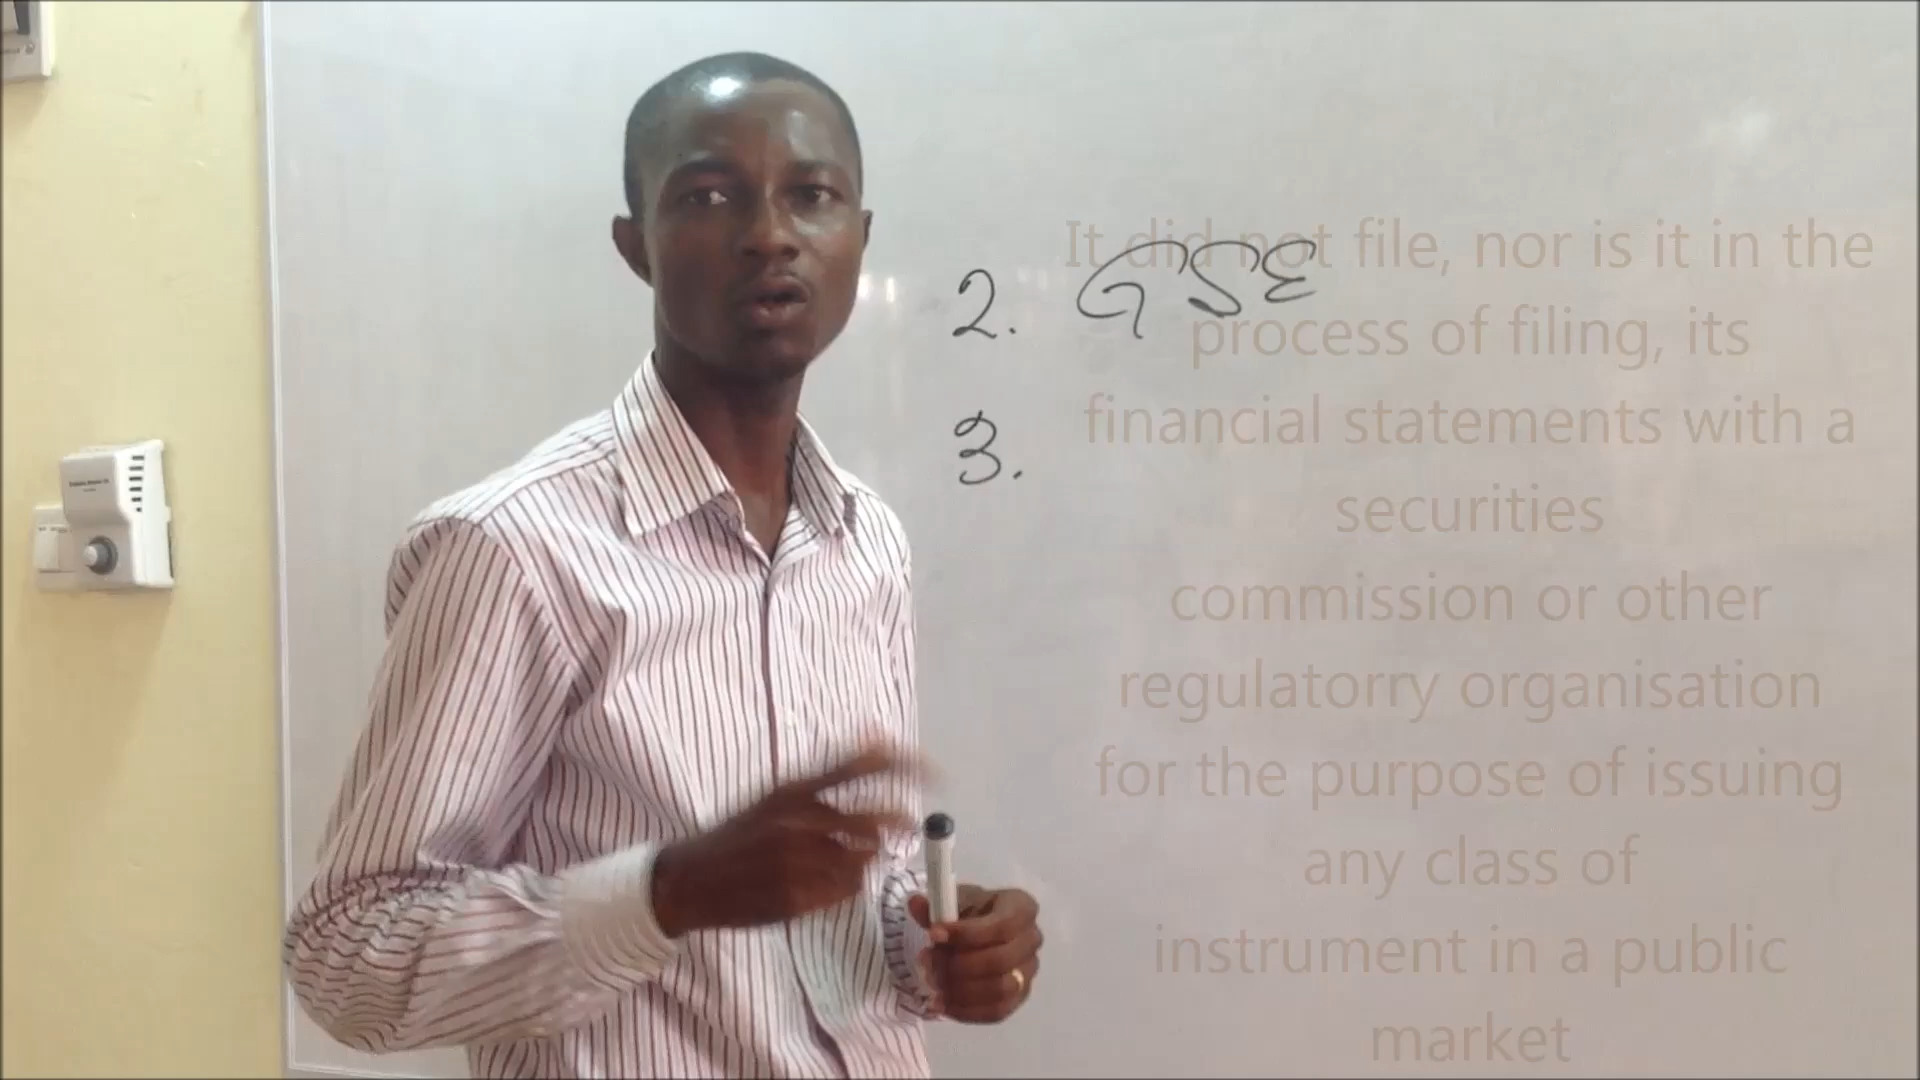 It did not file, nor is it in the
2. GSE
process of filing, its
financial statements with a
3.
securities
commission or other
regulatorry organisation
for the purpose of issuing
any class of
instrument in a public
market